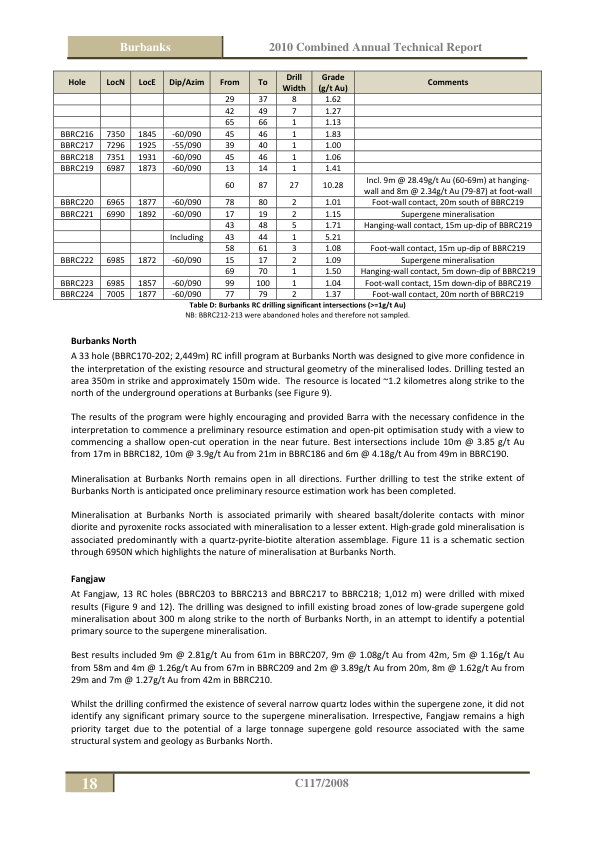 Burbanks 2010 Combined Annual Technical Report
Hole LocN LocE Dip/Azim From To Drill Width Grade (g/t Au) Comments
29 37 8 1.62
42 49 7 1.27
65 66 1 1.13
BBRC216 7350 1845 -60/090 45 46 1 1.83
BBRC217 7296 1925 -55/090 39 40 1 1.00
BBRC218 7351 1931 -60/090 45 46 1 1.06
BBRC219 6987 1873 -60/090 13 14 1 1.41
60 87 27 10.28 Incl. 9m @ 28.49g/t Au (60-69m) at hanging-
wall and 8m @ 2.34g/t Au (79-87) at foot-wall
BBRC220 6965 1877 -60/090 78 80 2 1.01 Foot-wall contact, 20m south of BBRC219
BBRC221 6990 1892 -60/090 17 19 2 1.15 Supergene mineralisation
43 48 5 1.71 Hanging-wall contact, 15m up-dip of BBRC219
Including 43 44 1 5.21
58 61 3 1.08 Foot-wall contact, 15m up-dip of BBRC219
BBRC222 6985 1872 -60/090 15 17 2 1.09 Supergene mineralisation
69 70 1 1.50 Hanging-wall contact, 5m down-dip of BBRC219
BBRC223 6985 1857 -60/090 99 100 1 1.04 Foot-wall contact, 15m down-dip of BBRC219
BBRC224 7005 1877 -60/090 77 79 2 1.37 Foot-wall contact, 20m north of BBRC219
Table D: Burbanks RC drilling significant intersections (>=1g/t Au)
NB: BBRC212-213 were abandoned holes and therefore not sampled.
Burbanks North
A 33 hole (BBRC170-202; 2,449m) RC infill program at Burbanks North was designed to give more confidence in
the interpretation of the existing resource and structural geometry of the mineralised lodes. Drilling tested an
area 350m in strike and approximately 150m wide. The resource is located ~1.2 kilometres along strike to the
north of the underground operations at Burbanks (see Figure 9).
The results of the program were highly encouraging and provided Barra with the necessary confidence in the
interpretation to commence a preliminary resource estimation and open-pit optimisation study with a view to
commencing a shallow open-cut operation in the near future. Best intersections include 10m @ 3.85 g/t Au
from 17m in BBRC182, 10m @ 3.9g/t Au from 21m in BBRC186 and 6m @ 4.18g/t Au from 49m in BBRC190.
Mineralisation at Burbanks North remains open in all directions. Further drilling to test the strike extent of
Burbanks North is anticipated once preliminary resource estimation work has been completed.
Mineralisation at Burbanks North is associated primarily with sheared basalt/dolerite contacts with minor
diorite and pyroxenite rocks associated with mineralisation to a lesser extent. High-grade gold mineralisation is
associated predominantly with a quartz-pyrite-biotite alteration assemblage. Figure 11 is a schematic section
through 6950N which highlights the nature of mineralisation at Burbanks North.
Fangjaw
At Fangjaw, 13 RC holes (BBRC203 to BBRC213 and BBRC217 to BBRC218; 1,012 m) were drilled with mixed
results (Figure 9 and 12). The drilling was designed to infill existing broad zones of low-grade supergene gold
mineralisation about 300 m along strike to the north of Burbanks North, in an attempt to identify a potential
primary source to the supergene mineralisation.
Best results included 9m @ 2.81g/t Au from 61m in BBRC207, 9m @ 1.08g/t Au from 42m, 5m @ 1.16g/t Au
from 58m and 4m @ 1.26g/t Au from 67m in BBRC209 and 2m @ 3.89g/t Au from 20m, 8m @ 1.62g/t Au from
29m and 7m @ 1.27g/t Au from 42m in BBRC210.
Whilst the drilling confirmed the existence of several narrow quartz lodes within the supergene zone, it did not
identify any significant primary source to the supergene mineralisation. Irrespective, Fangjaw remains a high
priority target due to the potential of a large tonnage supergene gold resource associated with the same
structural system and geology as Burbanks North.
18 C117/2008